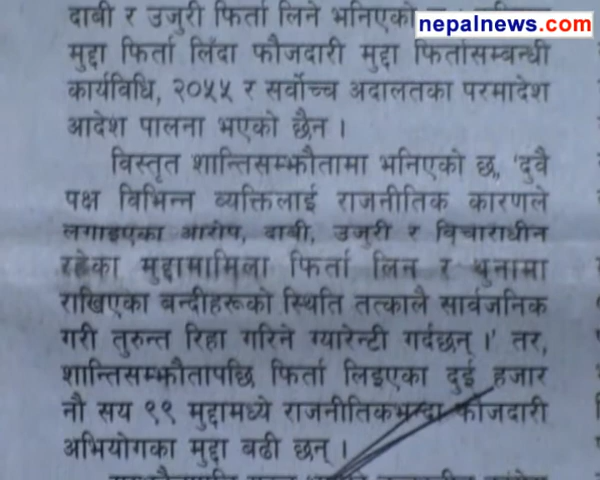 nepalnews.com
दाबी र उजुरी फिर्ता लिने भनिएको
मुद्दा फिर्ता लिँदा फौजदारी मुद्दा फिर्तासम्बन्धी
कार्यविधि, २०५५ र सर्वोच्च अदालतका परमादेश
आदेश पालना भएको छैन ।
विस्तृत शान्तिसम्झौतामा भनिएको छ, 'दुवै
पक्ष विभिन्न व्यक्तिलाई राजनीतिक कारणले
लगाइएका आरोप, दाबी, उजुरी र विचाराधीन
रहेका मुद्दामामिला फिर्ता लिन र थुनामा
राखिएका बन्दीहरूको स्थिति तत्कालै सार्वजनिक
गरी तुरुन्त रिहा गरिने ग्यारेन्टी गर्दछन् ।' तर,
शान्तिसम्झौतापछि फिर्ता लिइएका दुई हजार
नौ सय ९९ मुद्दामध्ये राजनीतिकभन्दा फौजदारी
अभियोगका मुद्दा बढी छन् ।